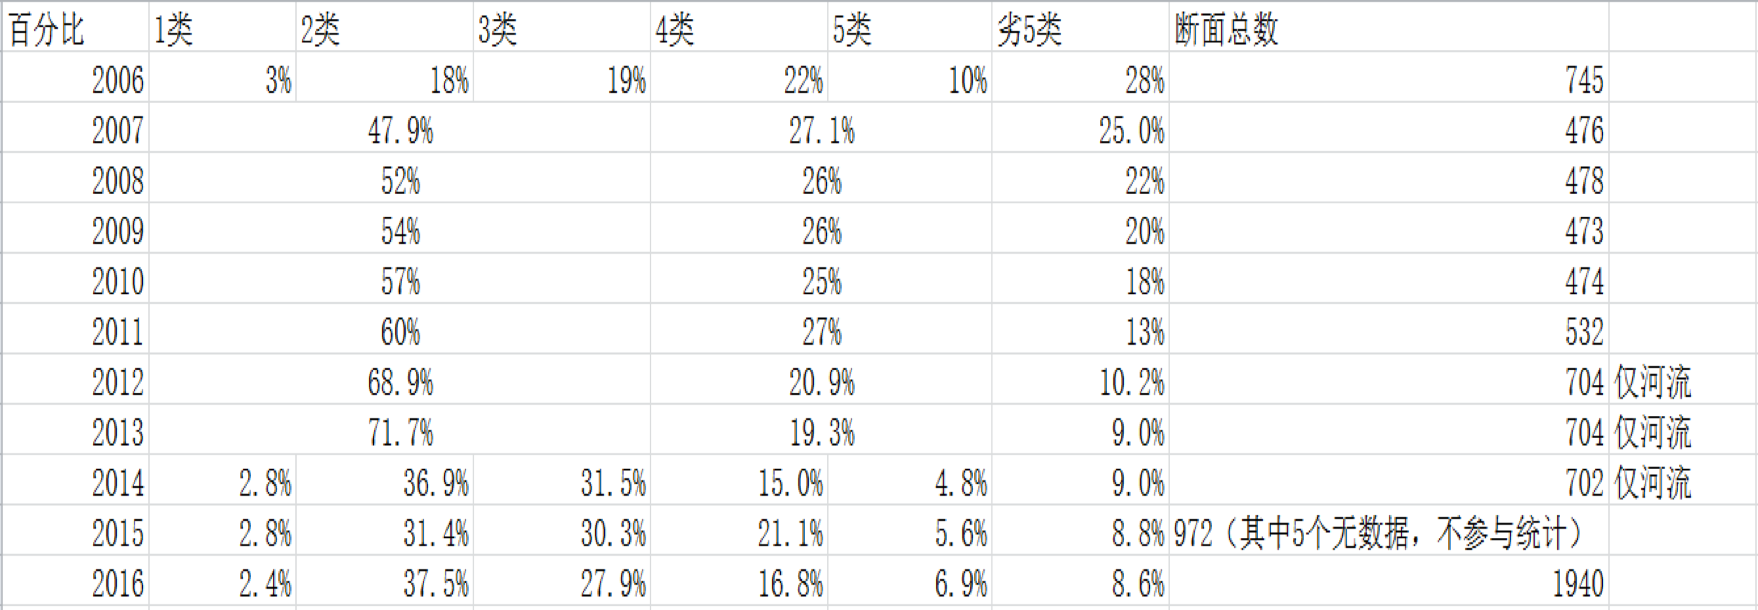 百分比 1类 2类 3类 4类 5类 劣5类 断面总数
2006 3% 18% 19% 22% 10% 28% 745
2007 47.9% 27.1% 25.0% 476
2008 52% 26% 22% 478
2009 54% 26% 20% 473
2010 57% 25% 18% 474
2011 60% 27% 13% 532
2012 68.9% 20.9% 10.2% 704 仅河流
2013 71.7% 19.3% 9.0% 704 仅河流
2014 2.8% 36.9% 31.5% 15.0% 4.8% 9.0% 702 仅河流
2015 2.8% 31.4% 30.3% 21.1% 5.6% 8.8% 972（其中5个无数据，不参与统计）
2016 2.4% 37.5% 27.9% 16.8% 6.9% 8.6% 1940